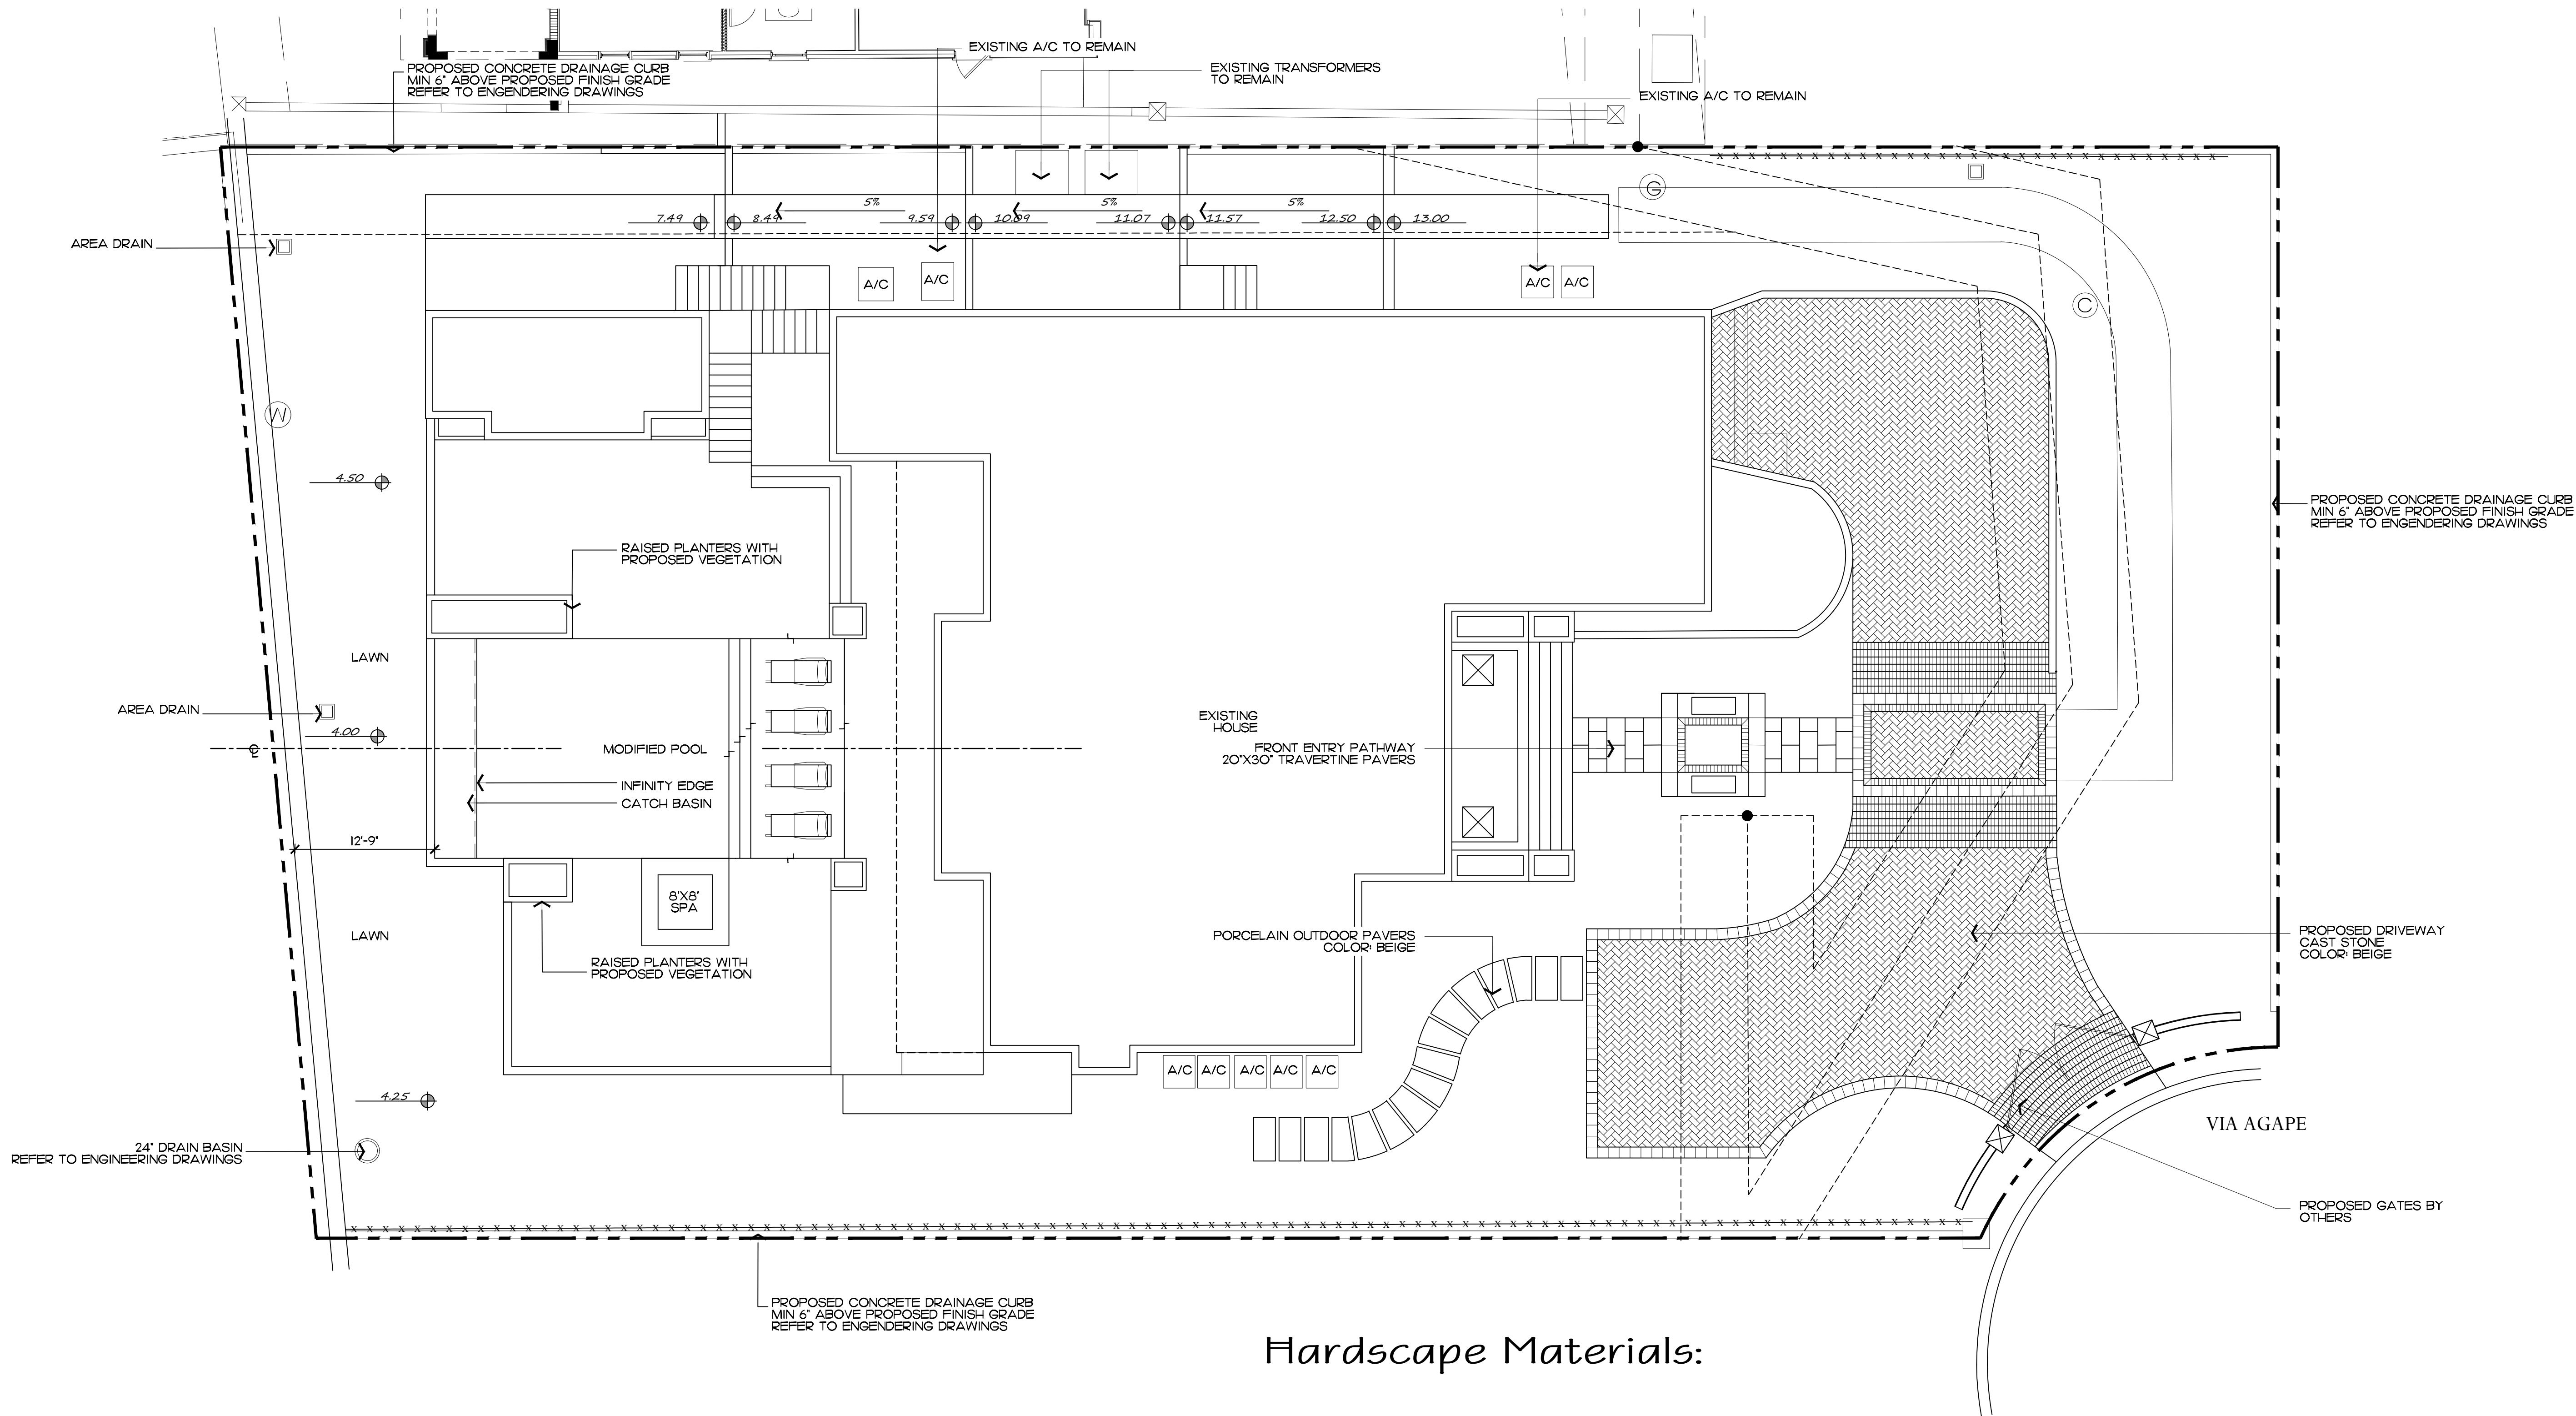 EXISTING A/C TO REMAIN
PROPOSED CONCRETE DRAINAGE CURB
MIN 6" ABOVE PROPOSED FINISH GRADE
REFER TO ENGENDERING DRAWINGS
EXISTING TRANSFORMERS
TO REMAIN
EXISTING A/C TO REMAIN
X X X X X X X X X X X X X X X X X X X X X X X X X X X X X X X X
G
5%
5%
5%
7.49
8.49
9.59
10.09
11.07
11.57
12.50
13.00
AREA DRAIN
A/C
A/C
A/C
A/C
C
W
4.50
PROPOSED CONCRETE DRAINAGE CURB
MIN 6" ABOVE PROPOSED FINISH GRADE
REFER TO ENGENDERING DRAWINGS
RAISED PLANTERS WITH
PROPOSED VEGETATION
LAWN
AREA DRAIN
4.00
EXISTING
HOUSE
℄
MODIFIED POOL
FRONT ENTRY PATHWAY
20"X30" TRAVERTINE PAVERS
INFINITY EDGE
CATCH BASIN
12'-9"
8'X8'
SPA
LAWN
PORCELAIN OUTDOOR PAVERS
COLOR: BEIGE
PROPOSED DRIVEWAY
CAST STONE
COLOR: BEIGE
RAISED PLANTERS WITH
PROPOSED VEGETATION
A/C
A/C
A/C
A/C
A/C
4.25
VIA AGAPE
24" DRAIN BASIN
REFER TO ENGINEERING DRAWINGS
PROPOSED GATES BY
OTHERS
PROPOSED CONCRETE DRAINAGE CURB
MIN 6" ABOVE PROPOSED FINISH GRADE
REFER TO ENGENDERING DRAWINGS
Hardscape Materials: